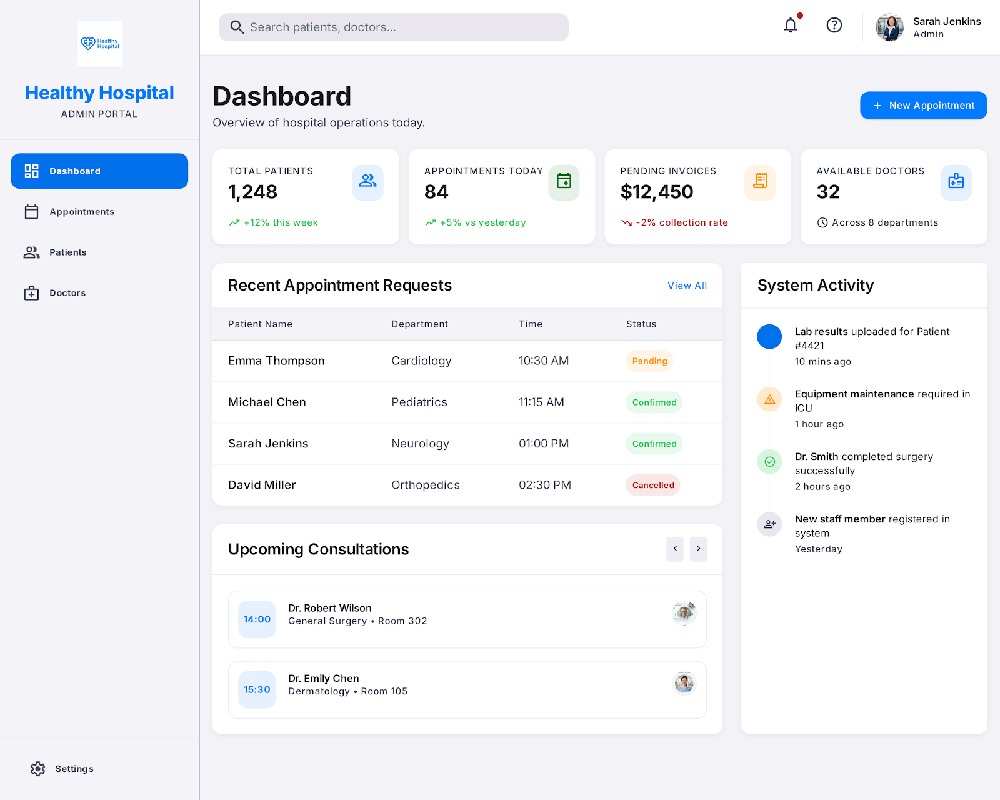 Healthy
Hospital
Healthy Hospital
ADMIN PORTAL
Dashboard
Appointments
Patients
Doctors
Settings
Search patients, doctors...
Sarah Jenkins
Admin
Dashboard
Overview of hospital operations today.
+ New Appointment
TOTAL PATIENTS
1,248
+12% this week
APPOINTMENTS TODAY
84
+5% vs yesterday
PENDING INVOICES
$12,450
-2% collection rate
AVAILABLE DOCTORS
32
Across 8 departments
Recent Appointment Requests
View All
Patient Name Department Time Status
Emma Thompson Cardiology 10:30 AM Pending
Michael Chen Pediatrics 11:15 AM Confirmed
Sarah Jenkins Neurology 01:00 PM Confirmed
David Miller Orthopedics 02:30 PM Cancelled
Upcoming Consultations
14:00
Dr. Robert Wilson
General Surgery • Room 302
15:30
Dr. Emily Chen
Dermatology • Room 105
System Activity
Lab results uploaded for Patient
#4421
10 mins ago
Equipment maintenance required in
ICU
1 hour ago
Dr. Smith completed surgery
successfully
2 hours ago
New staff member registered in
system
Yesterday